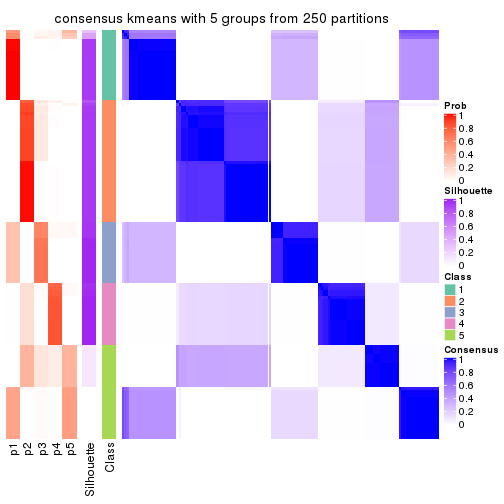 consensus kmeans with 5 groups from 250 partitions
Prob
1
0.8
0.6
0.4
0.2
0
Silhouette
1
0.8
0.6
0.4
0.2
0
Class
1
2
3
4
5
Consensus
1
0.8
0.6
0.4
0.2
0
p1
p2
p3
p4
p5
Silhouette
Class